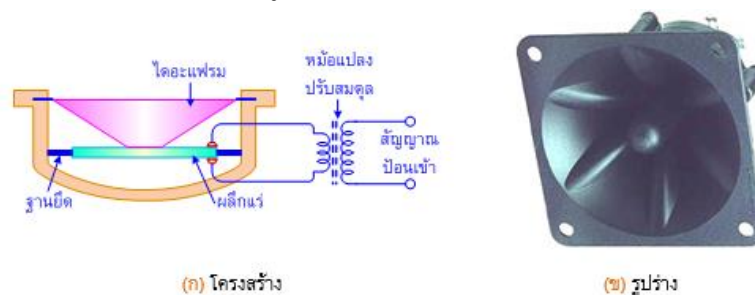 ไดอะแฟรม
หม้อแปลง
ปรับสมดุล
สัญญาณ
ป้อนเข้า
ฐานยึด
ผลึกแร่
(ก) โครงสร้าง
(ข) รูปร่าง